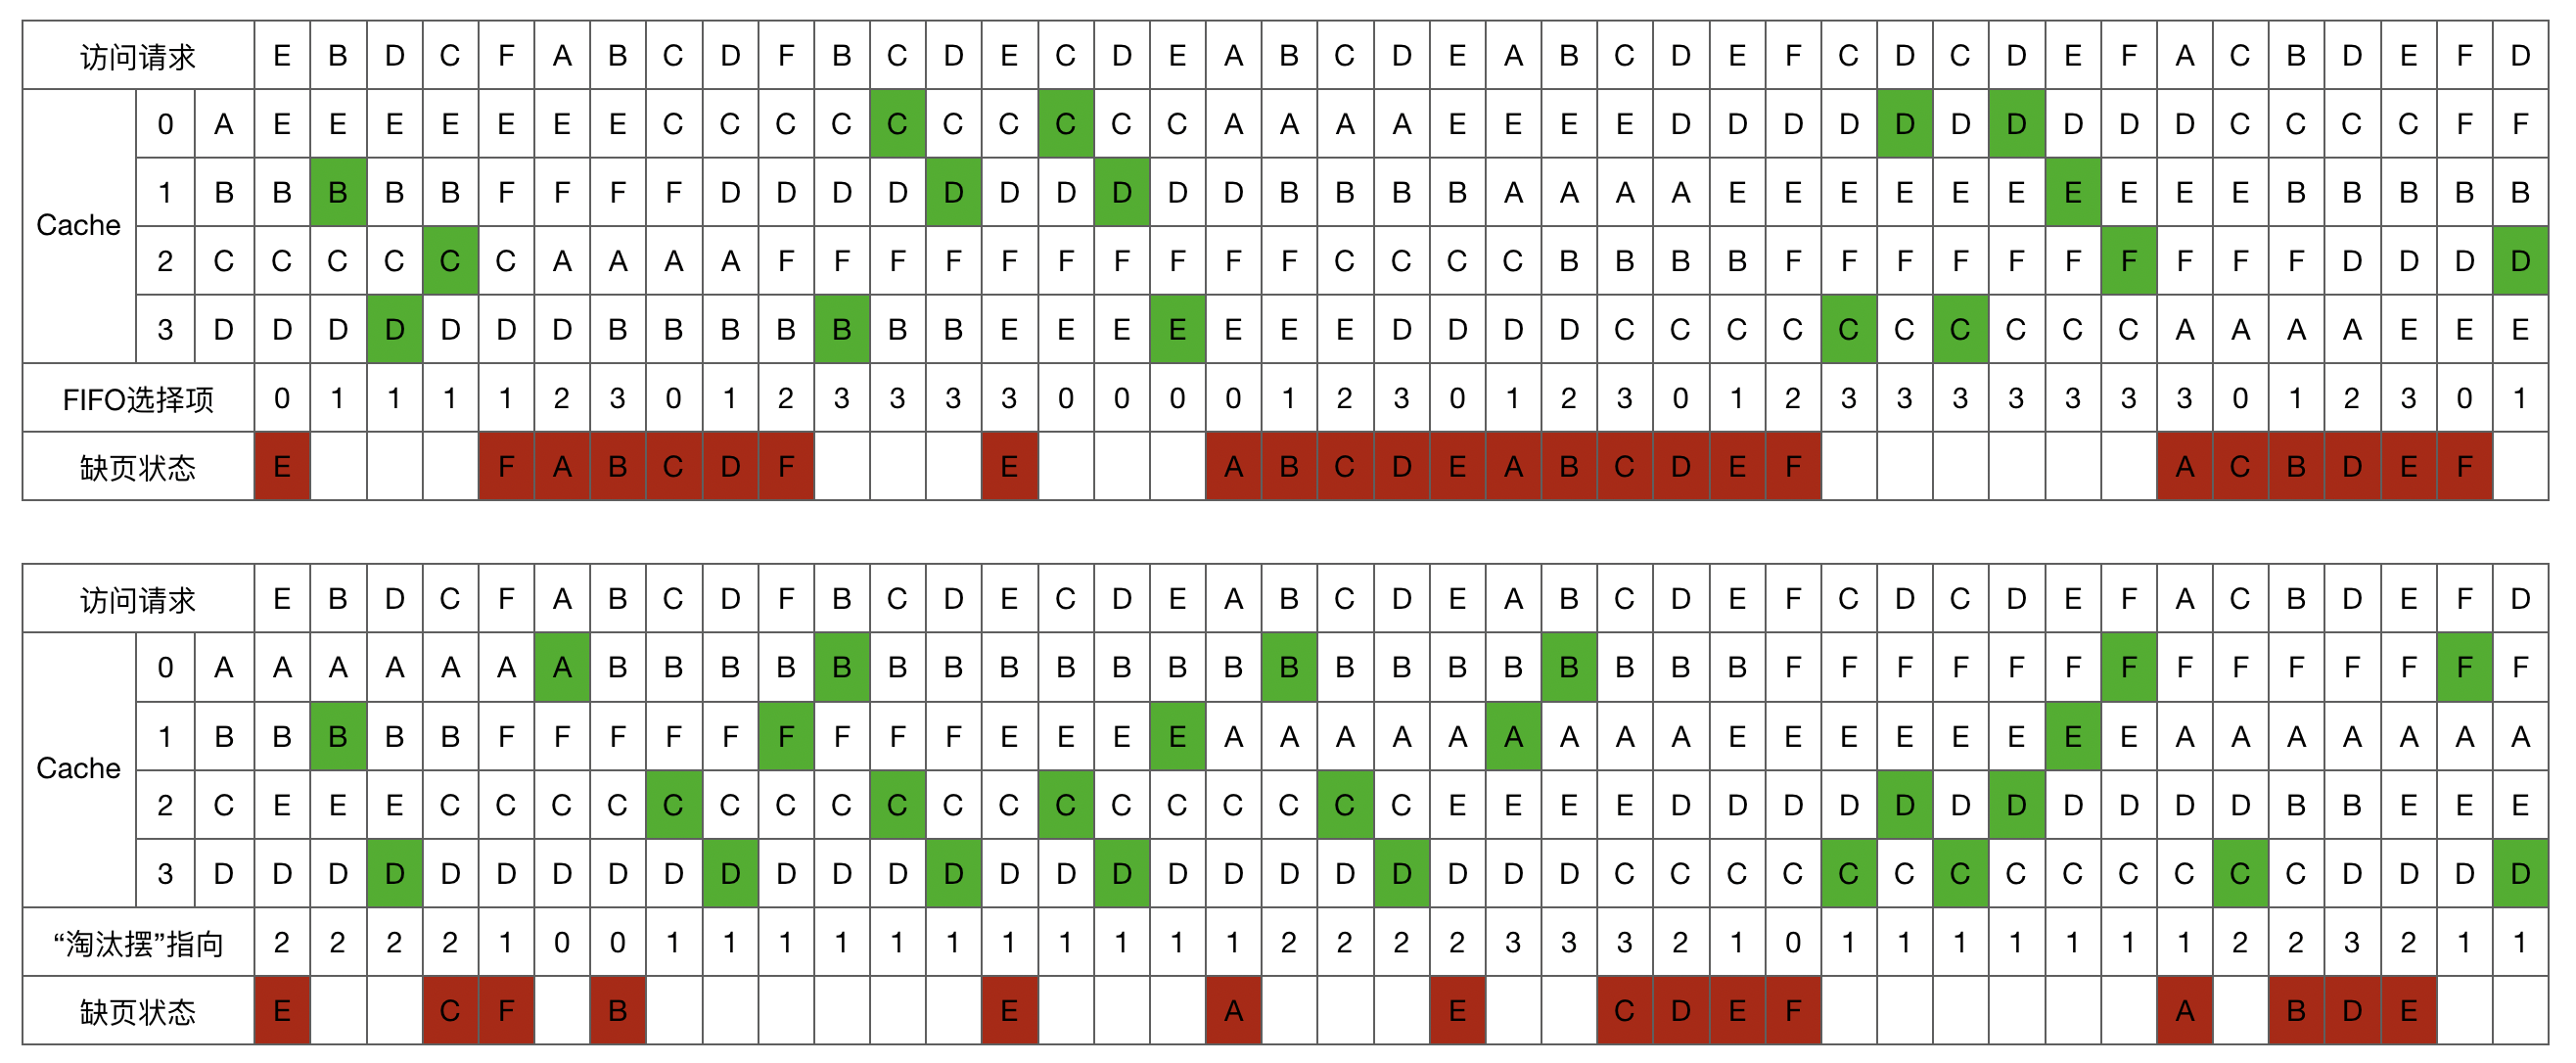 访问请求 E B D C F A B C D F B C D E C D E A B C D E A B C D E F C D C D E F A C B D E F D
0 A E E E E E E E C C C C C C C C C C A A A A E E E E D D D D D D D D D D C C C C F F
1 B B B B B F F F F D D D D D D D D D D B B B B A A A A E E E E E E E E E E B B B B B
Cache
2 C C C C C C A A A A F F F F F F F F F F C C C C B B B B F F F F F F F F F F D D D D
3 D D D D D D D B B B B B B B E E E E E E E D D D D C C C C C C C C C C A A A A E E E
FIFO选择项 0 1 1 1 1 2 3 0 1 2 3 3 3 3 0 0 0 0 1 2 3 0 1 2 3 0 1 2 3 3 3 3 3 3 3 0 1 2 3 0 1
缺页状态 E F A B C D F E A B C D E A B C D E F A C B D E F
访问请求 E B D C F A B C D F B C D E C D E A B C D E A B C D E F C D C D E F A C B D E F D
0 A A A A A A A B B B B B B B B B B B B B B B B B B B B F F F F F F F F F F F F F F
1 B B B B B F F F F F F F F F E E E E A A A A A A A A A E E E E E E E E A A A A A A A
Cache
2 C E E E C C C C C C C C C C C C C C C C C C E E E E D D D D D D D D D D D B B E E E
3 D D D D D D D D D D D D D D D D D D D D D D D D D C C C C C C C C C C C C C D D D D
“淘汰摆”指向 2 2 2 2 1 0 0 1 1 1 1 1 1 1 1 1 1 1 2 2 2 2 3 3 3 2 1 0 1 1 1 1 1 1 1 2 2 3 2 1 1
缺页状态 E C F B E A E C D E F A B D E